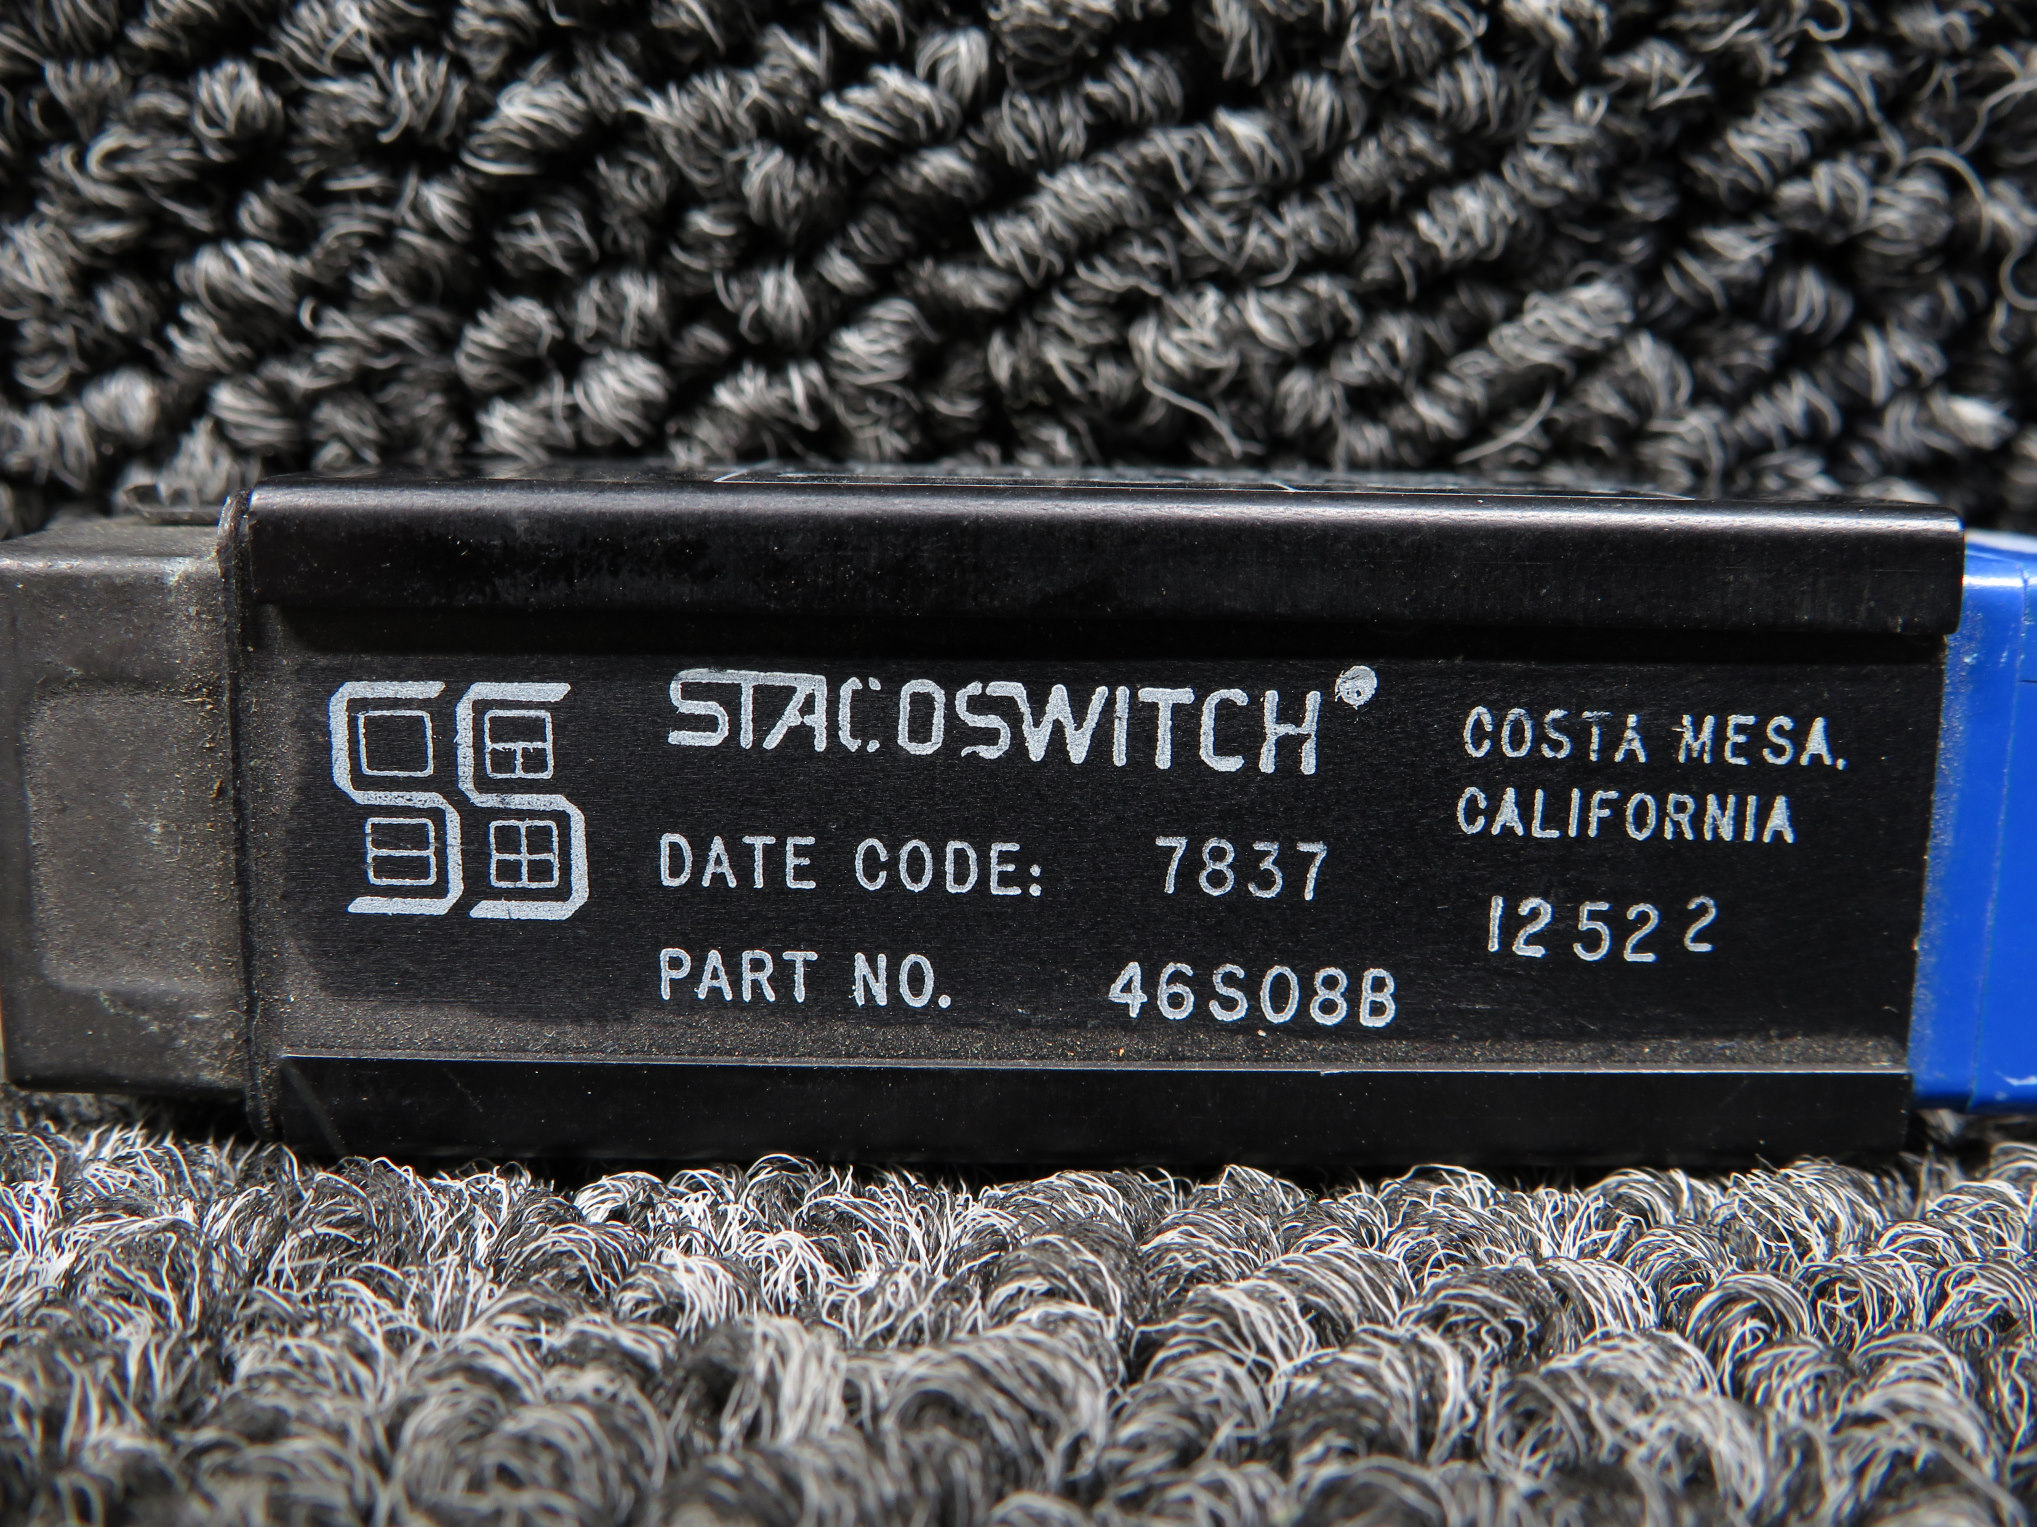 STACOSWITCH®
COSTA MESA,
CALIFORNIA
DATE CODE: 7837
12522
PART NO. 46S08B